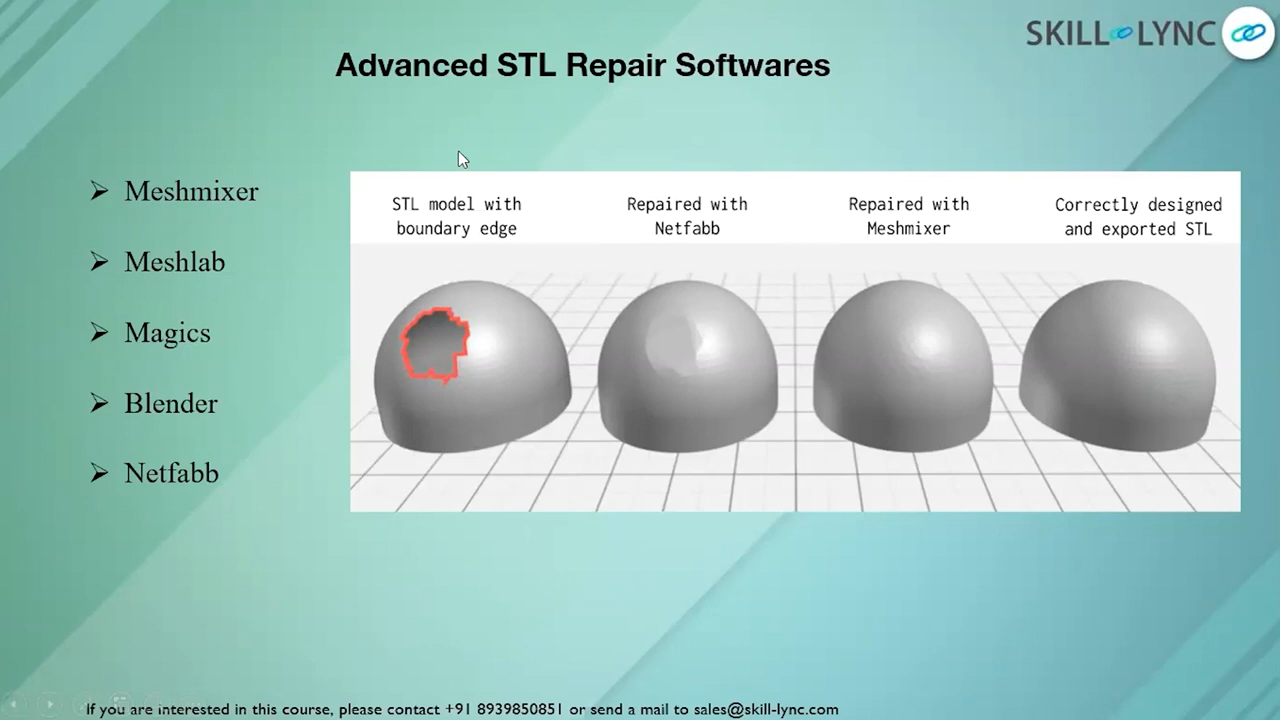 SKILL LYNC
Advanced STL Repair Softwares
➢ Meshmixer
➢ Meshlab
➢ Magics
➢ Blender
➢ Netfabb
STL model with
boundary edge
Repaired with
Netfabb
Repaired with
Meshmixer
Correctly designed
and exported STL
If you are interested in this course, please contact +91 8939850851 or send a mail to sales@skill-lync.com